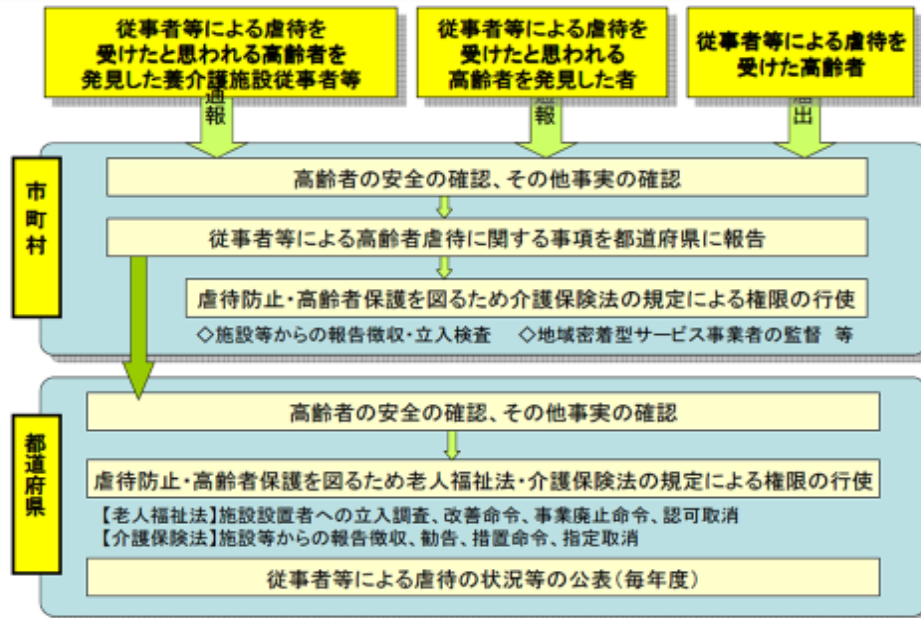 従事者等による虐待を
受けたと思われる高齢者を
発見した養介護施設従事者等
従事者等による虐待を
受けたと思われる
高齢者を発見した者
従事者等による虐待を
受けた高齢者
通報
通報
届出
市町村
高齢者の安全の確認、その他事実の確認
従事者等による高齢者虐待に関する事項を都道府県に報告
虐待防止・高齢者保護を図るため介護保険法の規定による権限の行使
◇施設等からの報告徴収・立入検査 ◇地域密着型サービス事業者の監督 等
都道府県
高齢者の安全の確認、その他事実の確認
虐待防止・高齢者保護を図るため老人福祉法・介護保険法の規定による権限の行使
【老人福祉法】施設設置者への立入調査、改善命令、事業廃止命令、認可取消
【介護保険法】施設等からの報告徴収、勧告、措置命令、指定取消
従事者等による虐待の状況等の公表(毎年度)